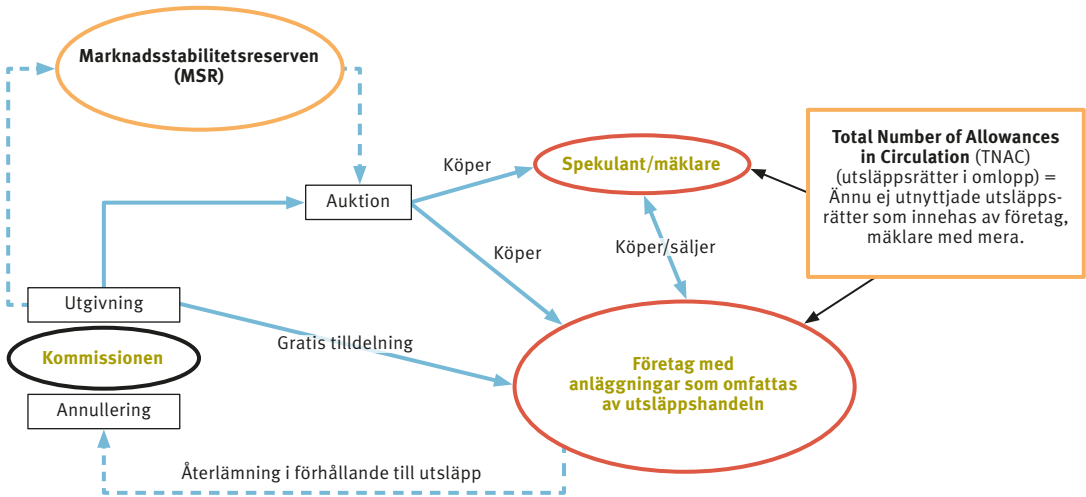 Marknadsstabilitetsreserven
(MSR)
Total Number of Allowances
in Circulation (TNAC)
(utsläppsrätter i omlopp) =
Ännu ej utnyttjade utsläpps-
rätter som innehas av företag,
mäklare med mera.
Köper
Spekulant/mäklare
Auktion
Köper
Köper/säljer
Utgivning
Gratis tilldelning
Kommissionen
Företag med
anläggningar som omfattas
av utsläppshandeln
Annullering
Återlämning i förhållande till utsläpp